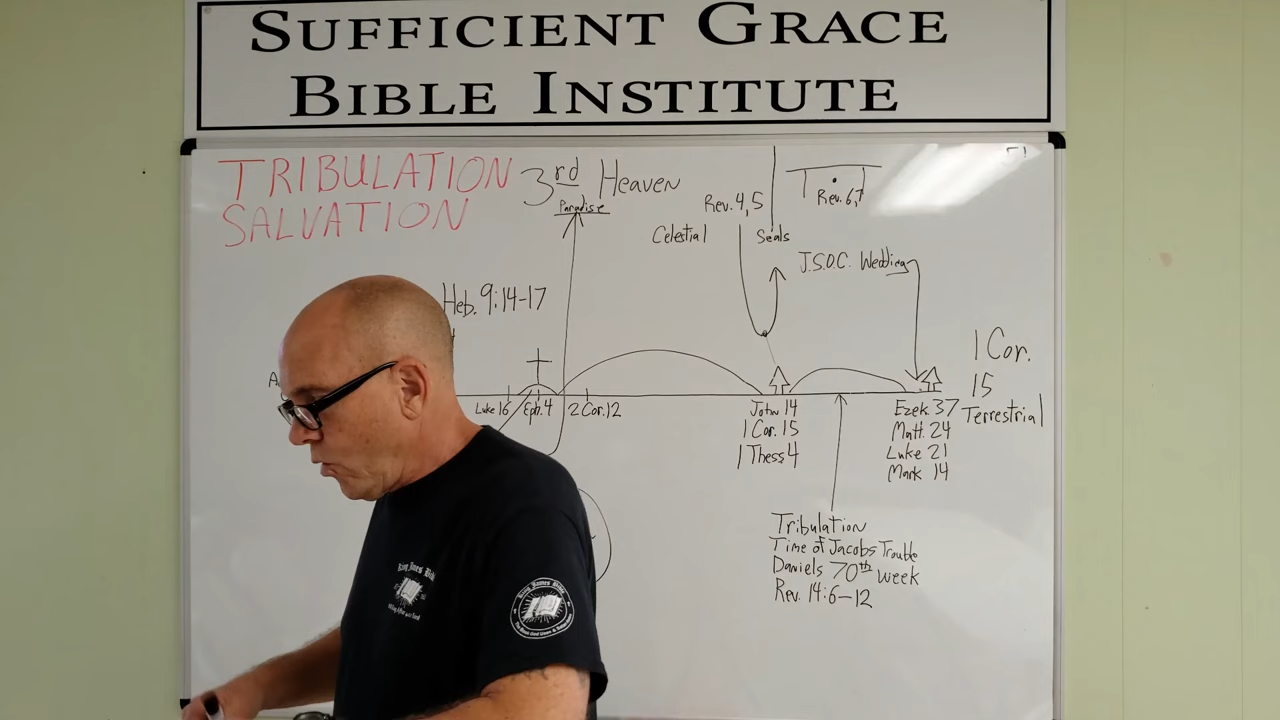 SUFFICIENT GRACE
BIBLE INSTITUTE
TRIBULATION
SALVATION
3rd Heaven
Paradise
Rev. 4,5
Celestial
Seals
Rev. 6,7
J.S.O.C. Wedding
Heb. 9:14-17
Luke 16
Eph. 4
2 Cor. 12
John 14
1 Cor. 15
1 Thess 4
Ezek. 37
Matt. 24
Luke 21
Mark 14
1 Cor.
15
Terrestrial
Tribulation
Time of Jacobs Trouble
Daniels 70th week
Rev. 14:6-12
King James Bible